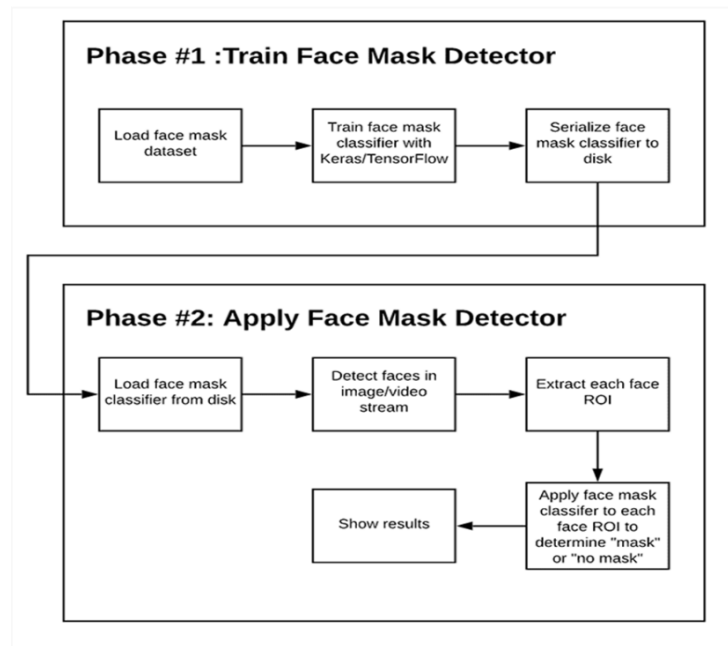 Phase #1 :Train Face Mask Detector
Load face mask
dataset
Train face mask
classifier with
Keras/TensorFlow
Serialize face
mask classifier to
disk
Phase #2: Apply Face Mask Detector
Load face mask
classifier from disk
Detect faces in
image/video
stream
Extract each face
ROI
Apply face mask
classifer to each
face ROI to
determine "mask"
or "no mask"
Show results